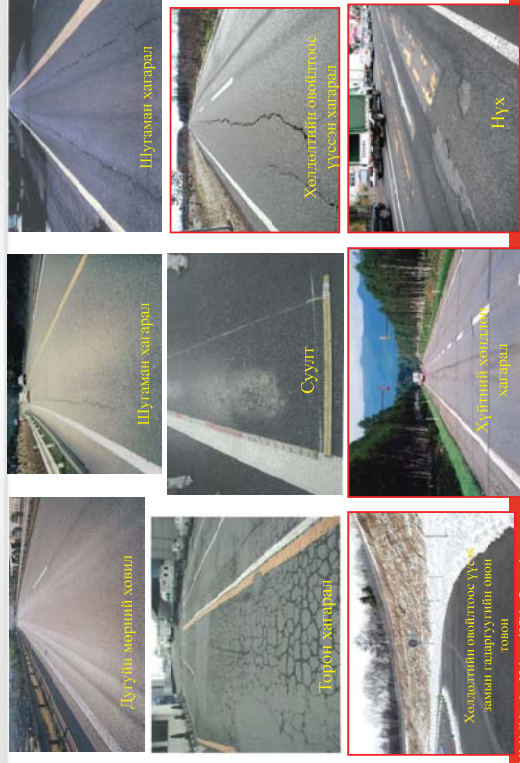 Дугуйн мөрний ховил
Шугаман хагарал
Шугаман хагарал
Торон хагарал
Суулт
Хөлдөлтийн овойлтоос
үүссэн хагарал
Хөлдөлтийн овойлтоос үүсэх
замын гадаргуугийн овон
товон
Хүйтний хөндлөн
хагарал
Нүх